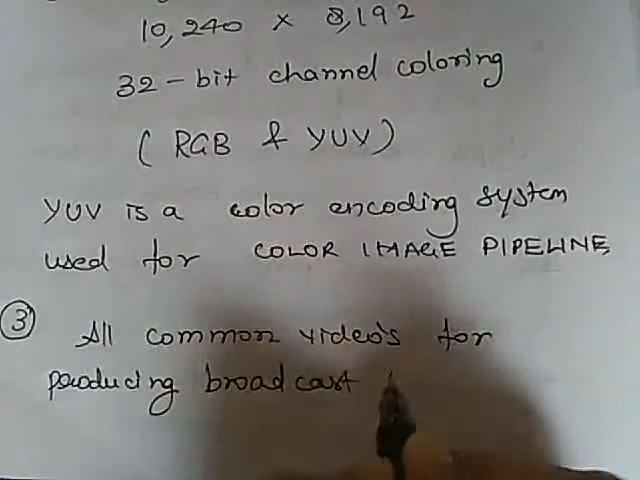 10,240 x 8,192
32-bit channel coloring
( RGB & YUV)
YUV is a color encoding system
used for COLOR IMAGE PIPELINE
③ All common video's for
producing broadcast